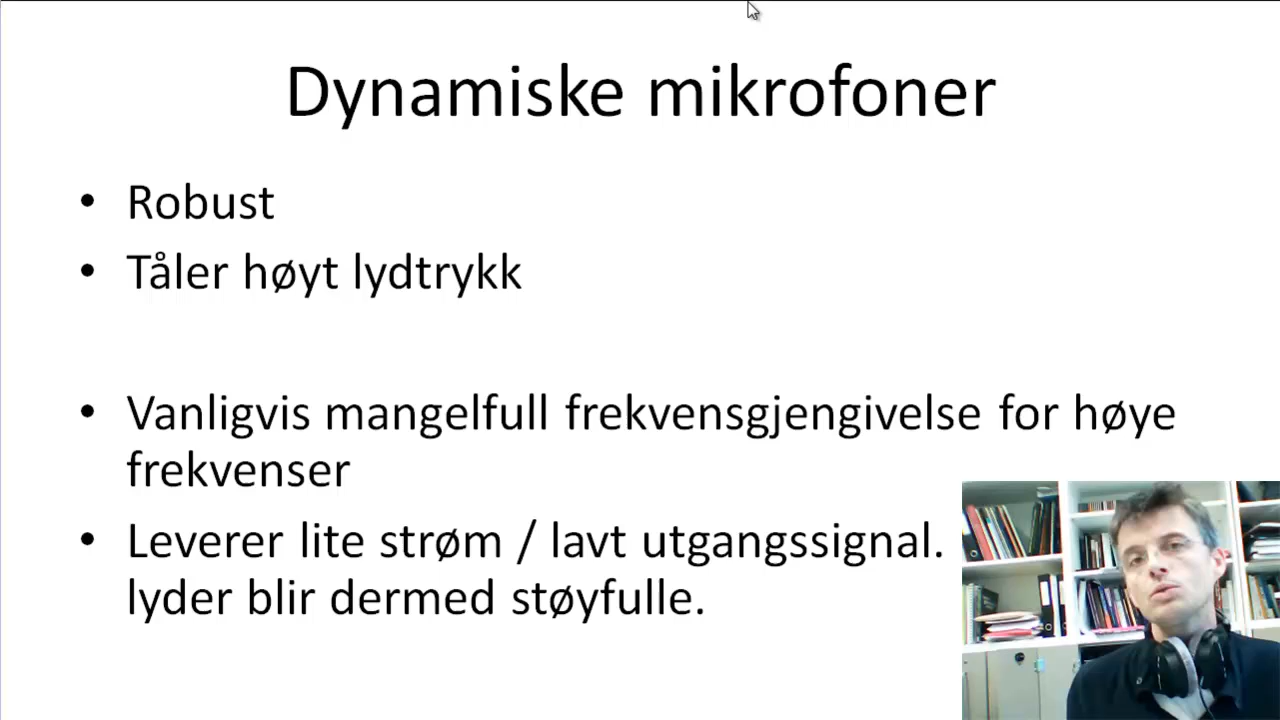 Dynamiske mikrofoner
• Robust
• Tåler høyt lydtrykk
• Vanligvis mangelfull frekvensgjengivelse for høye
frekvenser
• Leverer lite strøm / lavt utgangssignal.
lyder blir dermed støyfulle.